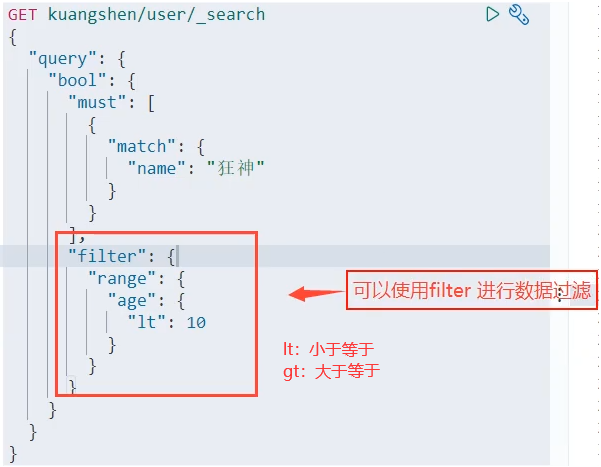 GET kuangshen/user/_search
{
"query": {
"bool": {
"must": [
{
"match": {
"name": "狂神"
}
}
],
"filter": {
"range": {
"age": {
"lt": 10
}
}
}
}
}
}
可以使用filter 进行数据过滤
lt：小于等于
gt：大于等于